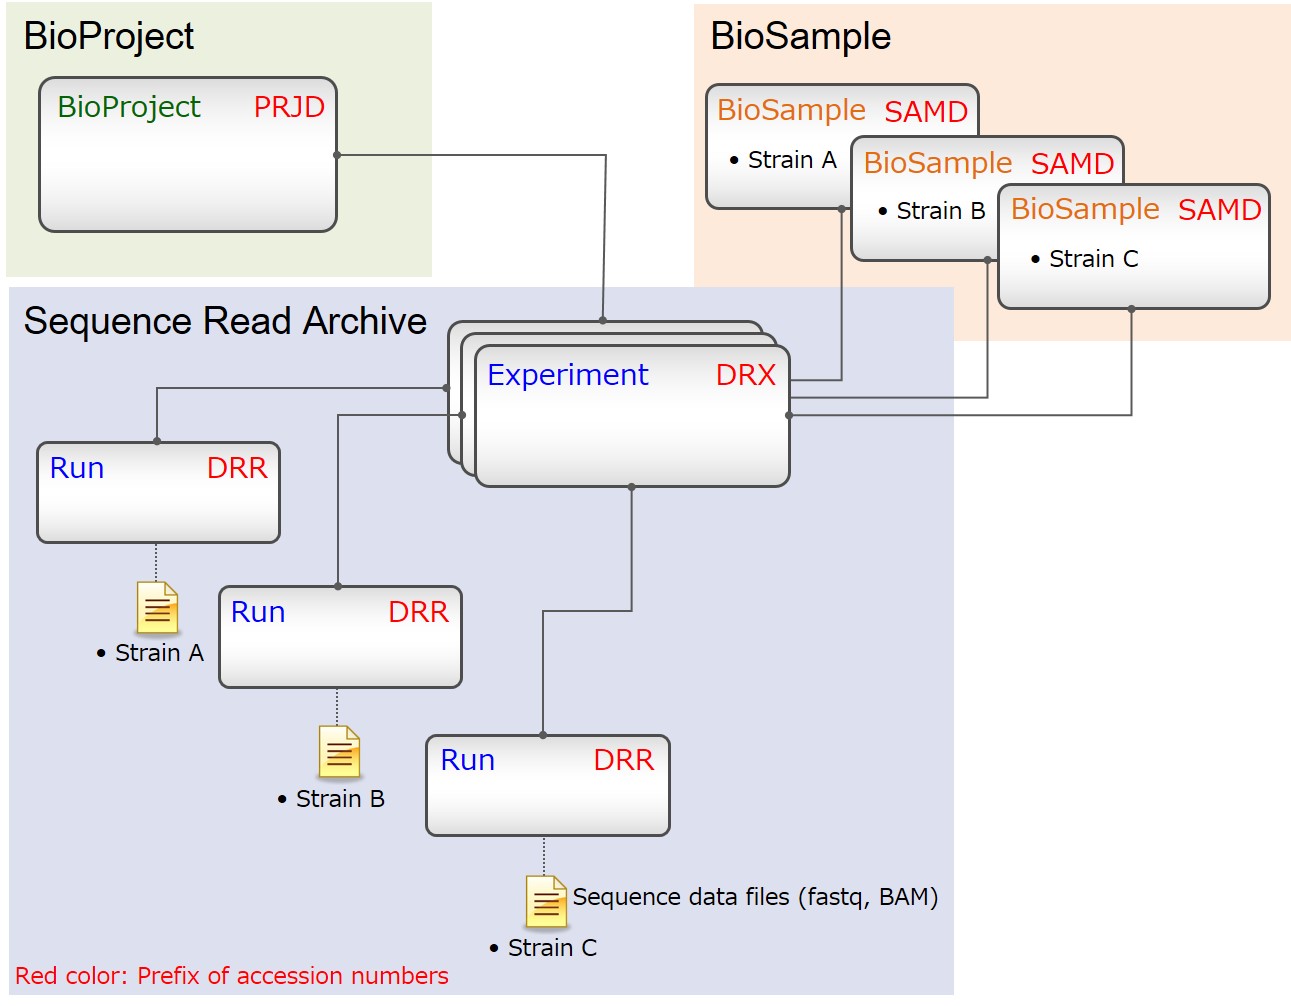 BioProject
BioProject PRJD
BioSample
BioSample SAMD
• Strain A
BioSample SAMD
• Strain B
BioSample SAMD
• Strain C
Sequence Read Archive
Experiment DRX
Run DRR
• Strain A
Run DRR
• Strain B
Run DRR
Sequence data files (fastq, BAM)
• Strain C
Red color: Prefix of accession numbers